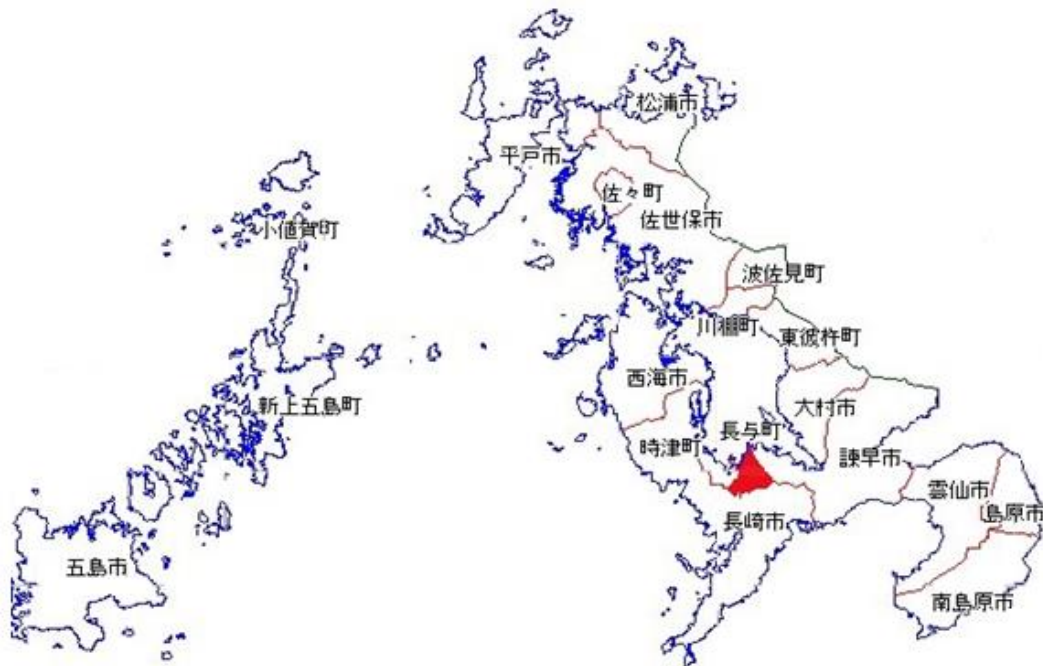 松浦市
平戸市
佐々町
佐世保市
小値賀町
波佐見町
川棚町
東彼杵町
西海市
新上五島町
大村市
長与町
時津町
諫早市
雲仙市
島原市
長崎市
五島市
南島原市